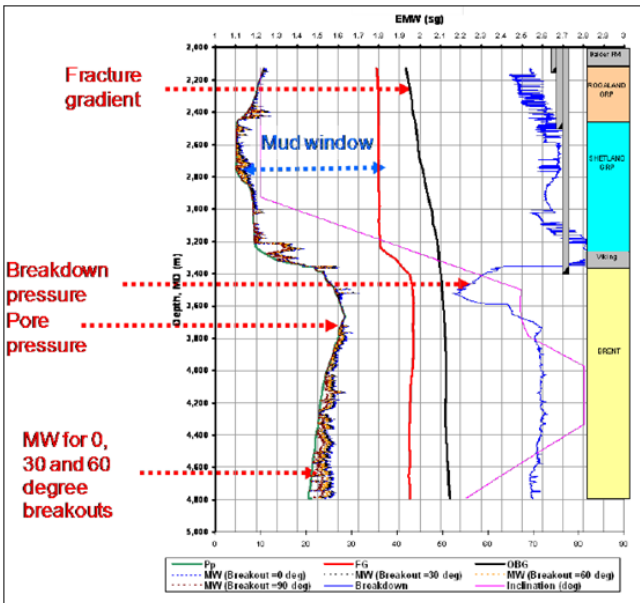 EMW (sg)
1 1.1 1.2 1.3 1.4 1.5 1.6 1.7 1.8 1.9 2 2.1 2.2 2.3 2.4 2.5 2.6 2.7 2.8 2.9
2,000
2,200
2,400
2,600
2,800
3,000
3,200
3,400
3,600
3,800
4,000
4,200
4,400
4,600
4,800
5,000
Depth, MD (m)
Fracture
gradient
Mud window
Breakdown
pressure
Pore
pressure
MW for 0,
30 and 60
degree
breakouts
ROGALAND
GRP
SHETLAND
GRP
Viking
BRENT
0 10 20 30 40 50 60 70 80 90
Pp FG OBG
MW (Breakout =0 deg) MW (Breakout =30 deg) MW (Breakout =60 deg)
MW (Breakout =90 deg) Breakdown Inclination (deg)